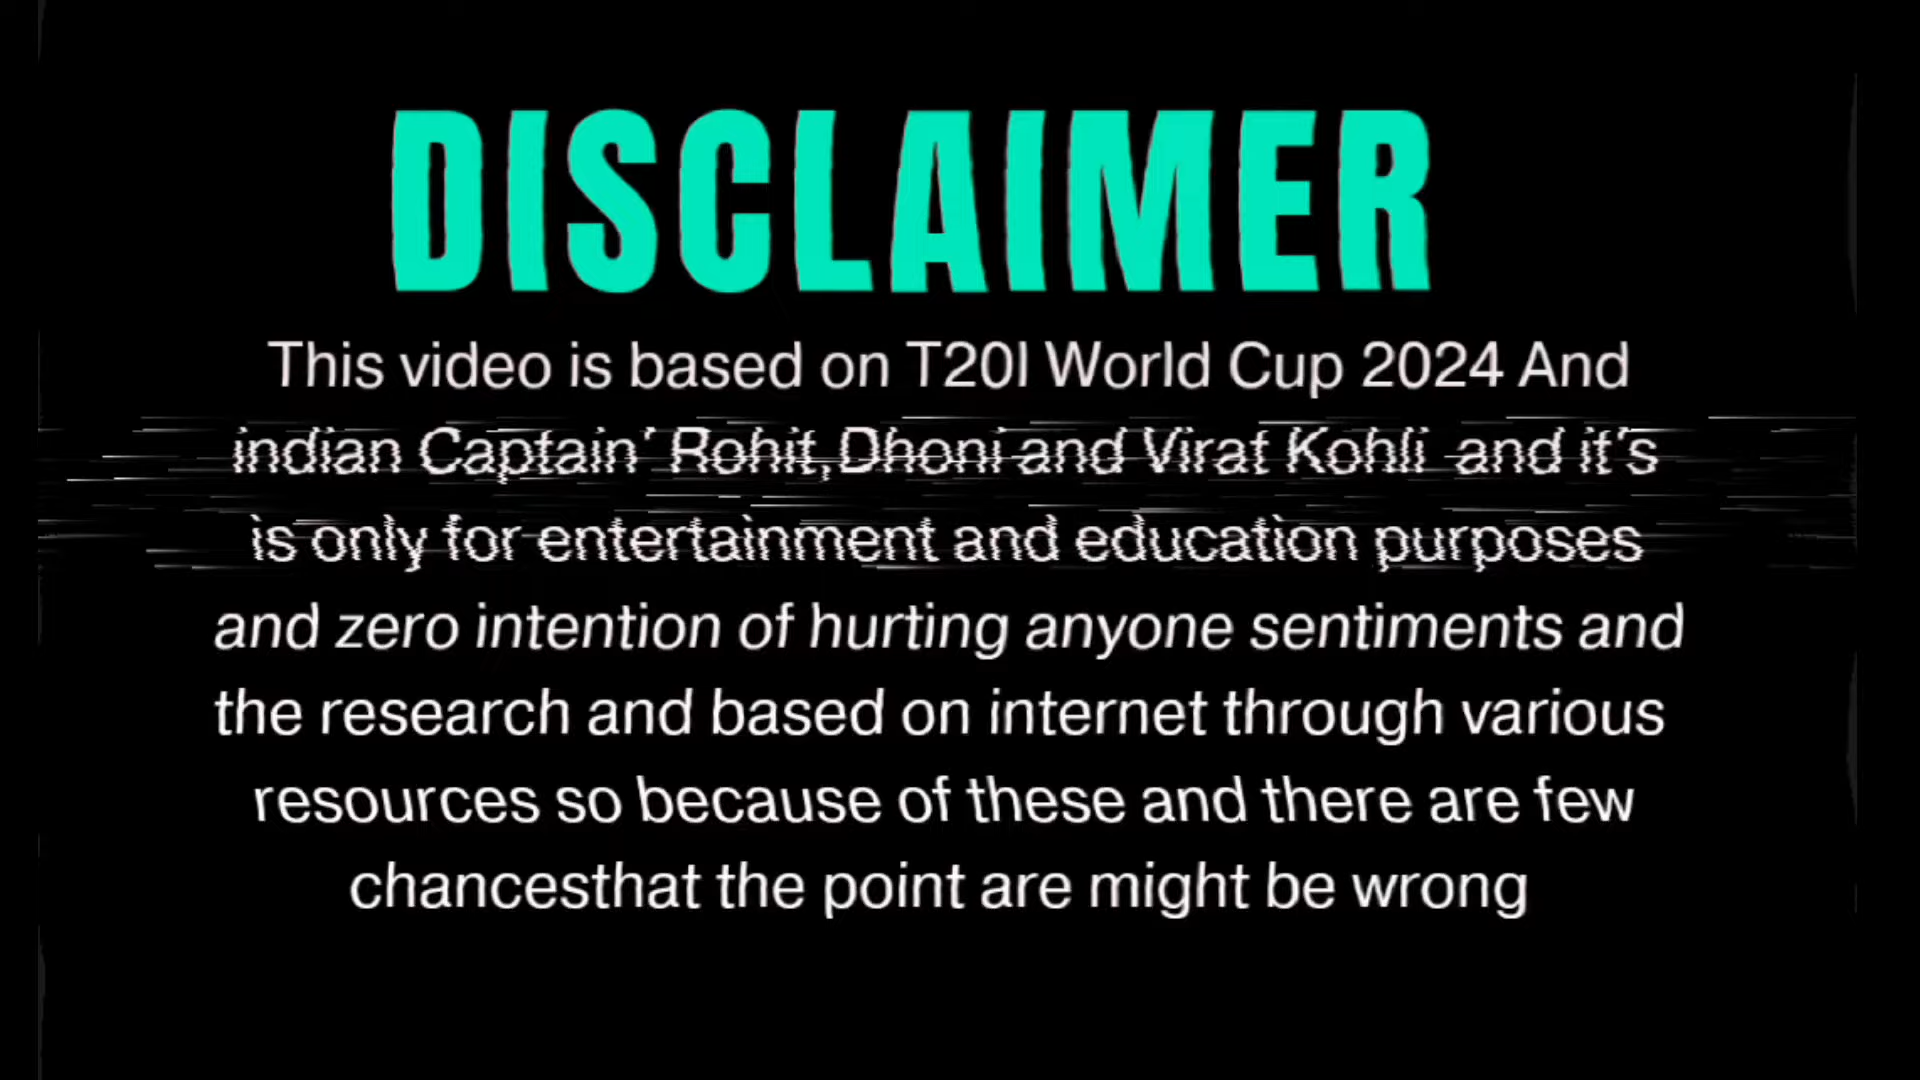 DISCLAIMER
This video is based on T20I World Cup 2024 And
indian Captain' Rohit,Dhoni and Virat Kohli and it's
is only for entertainment and education purposes
and zero intention of hurting anyone sentiments and
the research and based on internet through various
resources so because of these and there are few
chancesthat the point are might be wrong